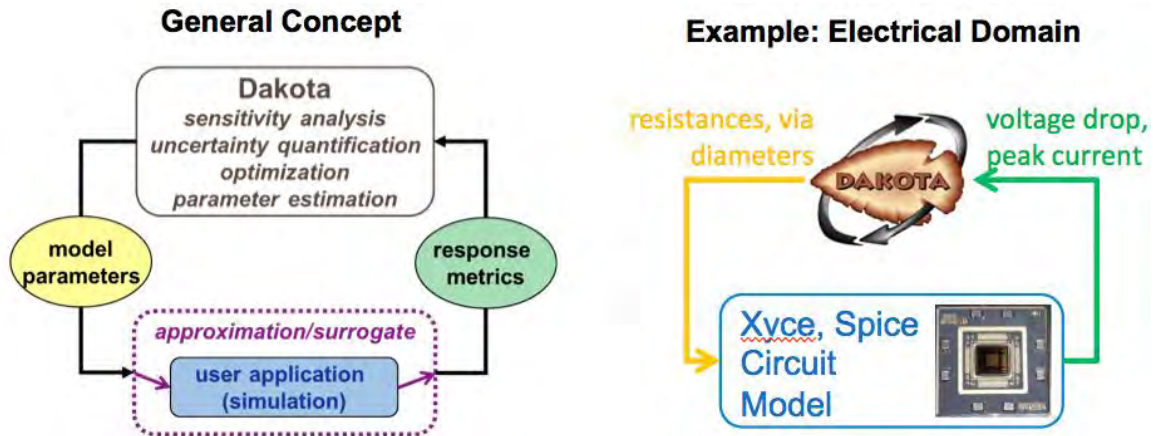 General Concept
Dakota
sensitivity analysis
uncertainty quantification
optimization
parameter estimation
model
parameters
response
metrics
approximation/surrogate
user application
(simulation)
Example: Electrical Domain
resistances, via
diameters
DAKOTA
voltage drop,
peak current
Xyce, Spice
Circuit
Model